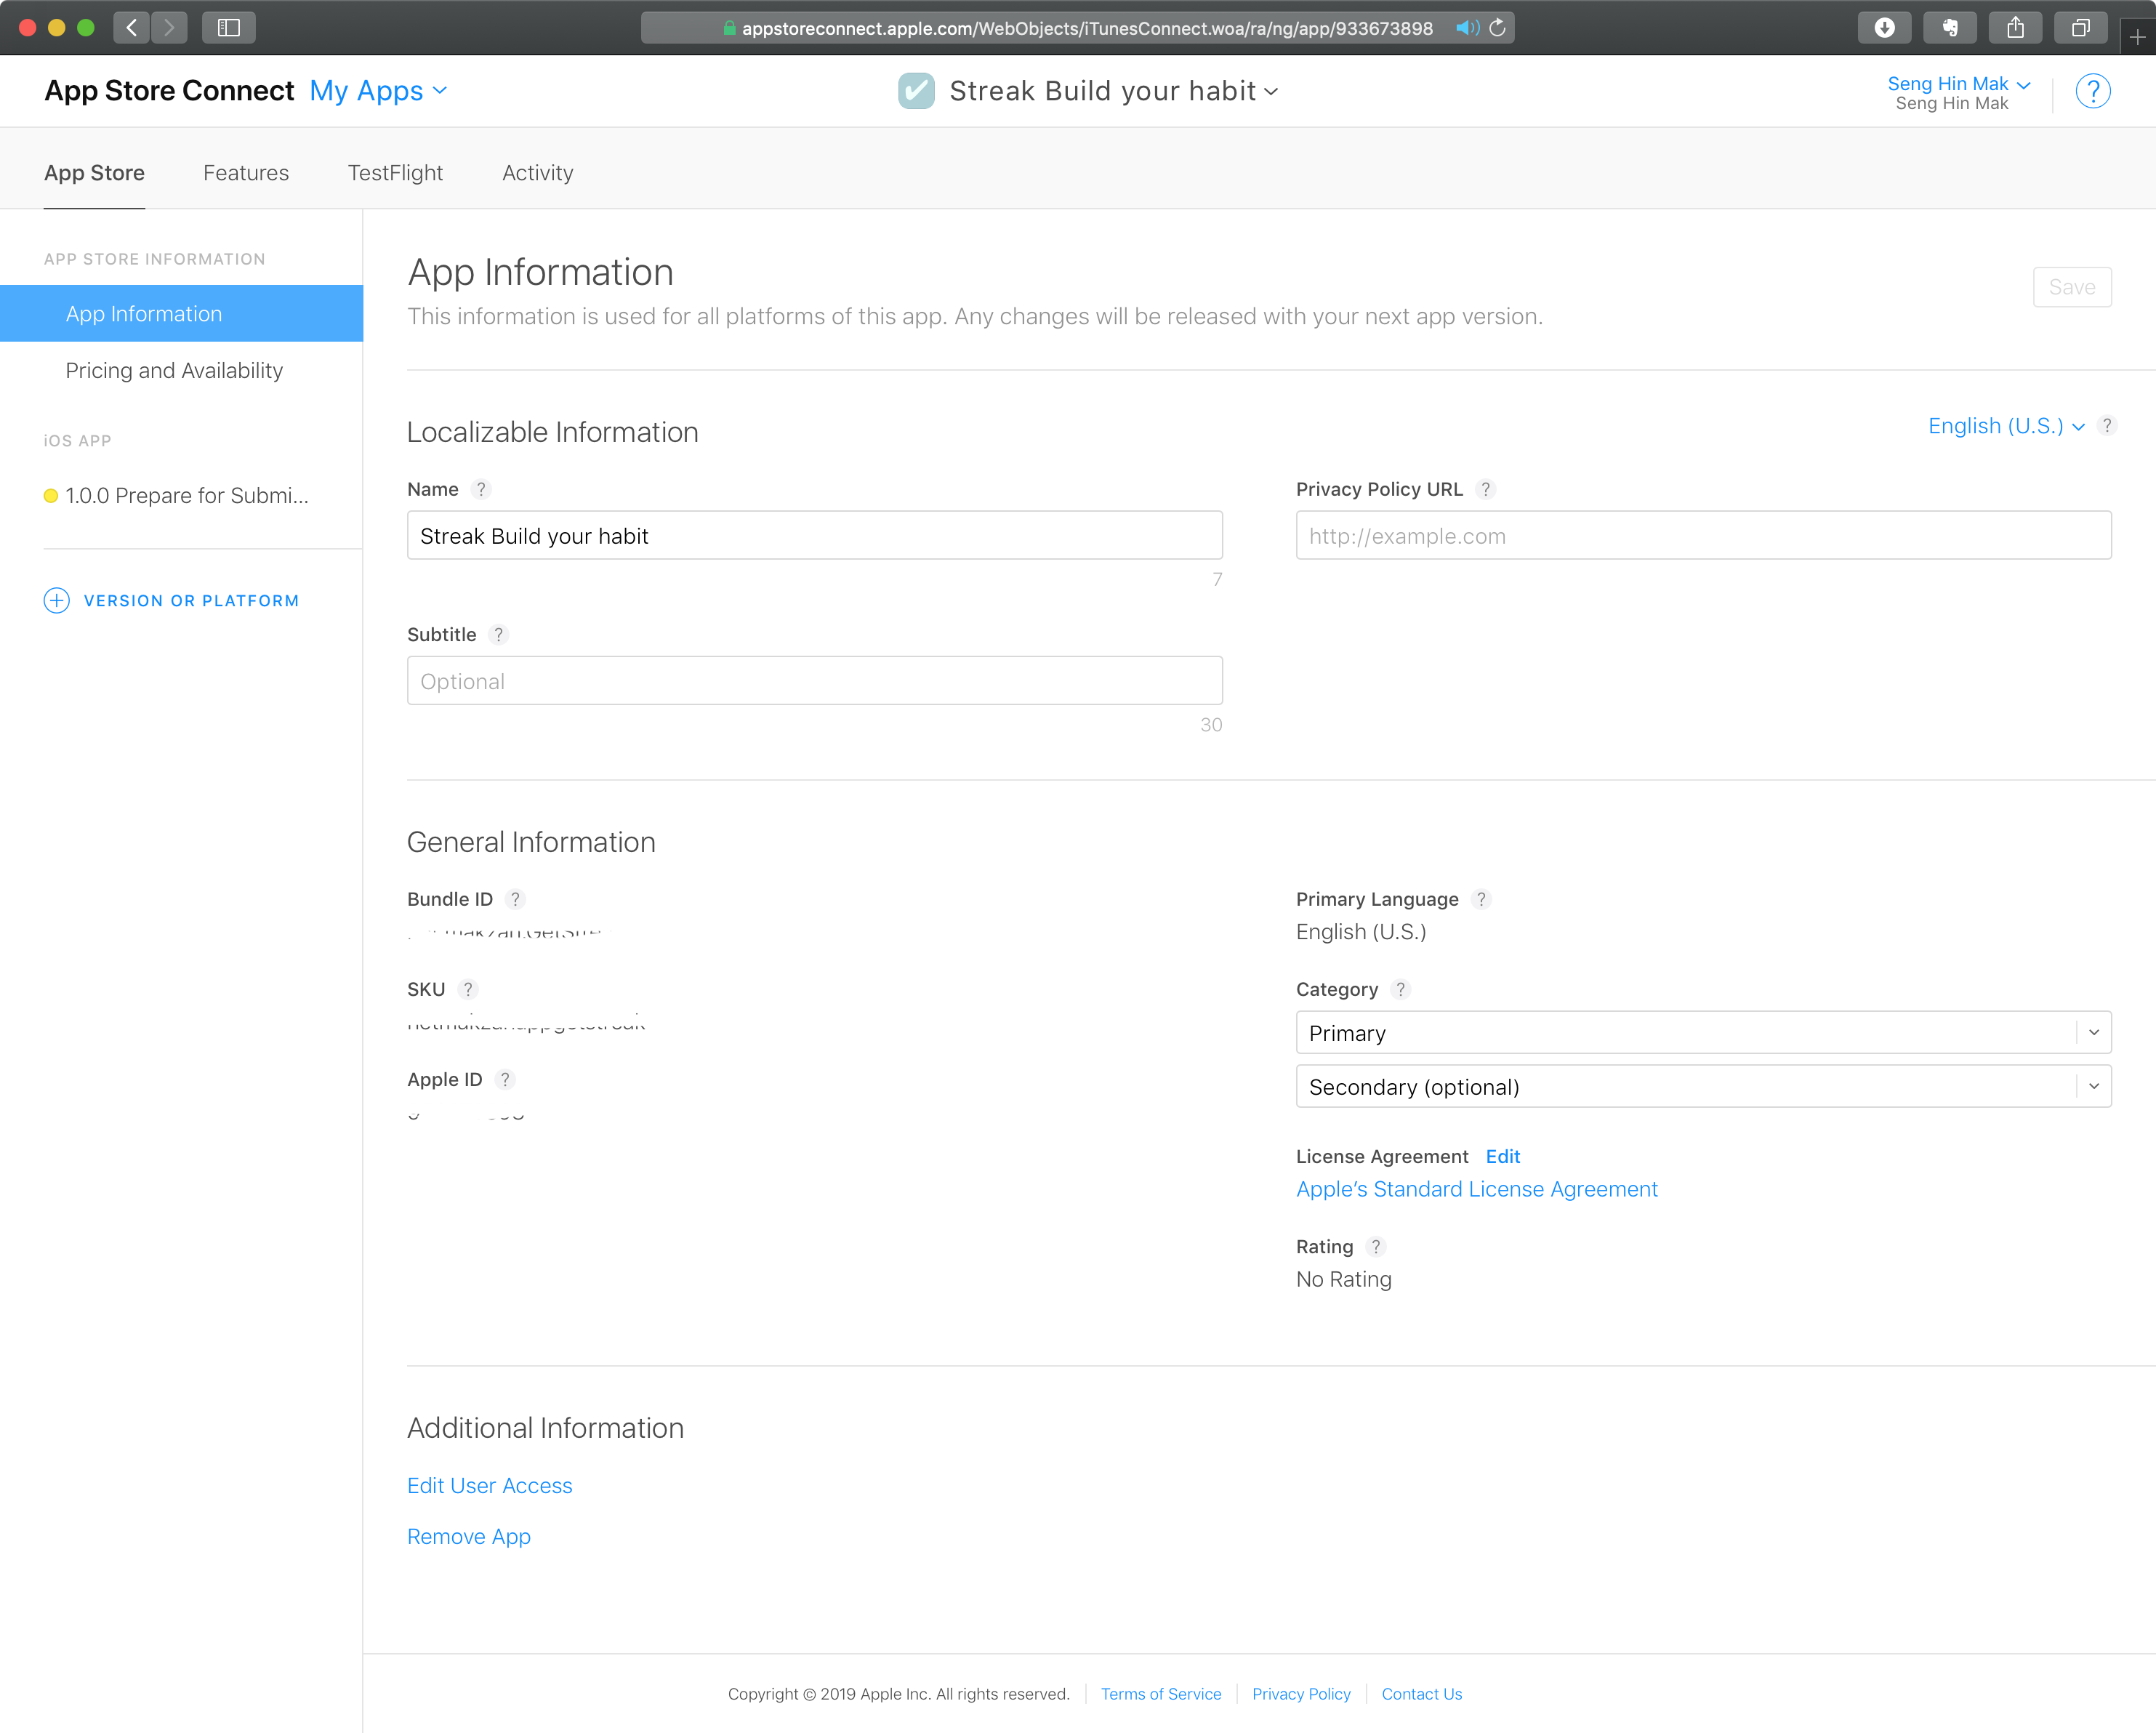 appstoreconnect.apple.com/WebObjects/iTunesConnect.woa/ra/ng/app/933673898
App Store Connect My Apps
Streak Build your habit
Seng Hin Mak
Seng Hin Mak
?
App Store Features TestFlight Activity
APP STORE INFORMATION
App Information
Pricing and Availability
iOS APP
1.0.0 Prepare for Submi...
VERSION OR PLATFORM
App Information
Save
This information is used for all platforms of this app. Any changes will be released with your next app version.
Localizable Information
English (U.S.) ?
Name ?
Streak Build your habit
7
Privacy Policy URL ?
http://example.com
Subtitle ?
Optional
30
General Information
Bundle ID ?
SKU ?
Apple ID ?
Primary Language ?
English (U.S.)
Category ?
Primary
Secondary (optional)
License Agreement Edit
Apple's Standard License Agreement
Rating ?
No Rating
Additional Information
Edit User Access
Remove App
Copyright © 2019 Apple Inc. All rights reserved. Terms of Service Privacy Policy Contact Us